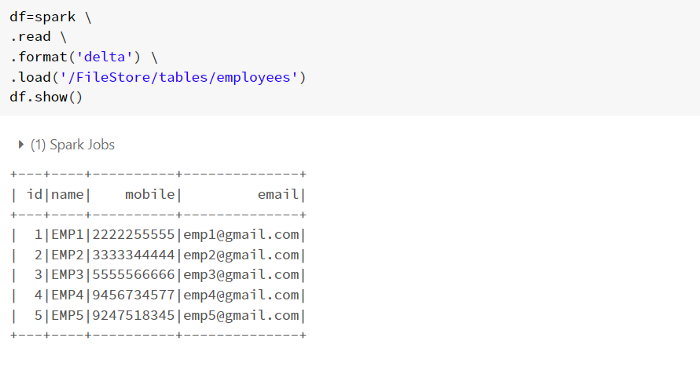 df=spark \
.read \
.format('delta') \
.load('/FileStore/tables/employees')
df.show()
(1) Spark Jobs
+---+----+----------+--------------+
| id|name|    mobile|         email|
+---+----+----------+--------------+
|  1|EMP1|2222255555|emp1@gmail.com|
|  2|EMP2|3333344444|emp2@gmail.com|
|  3|EMP3|5555566666|emp3@gmail.com|
|  4|EMP4|9456734577|emp4@gmail.com|
|  5|EMP5|9247518345|emp5@gmail.com|
+---+----+----------+--------------+